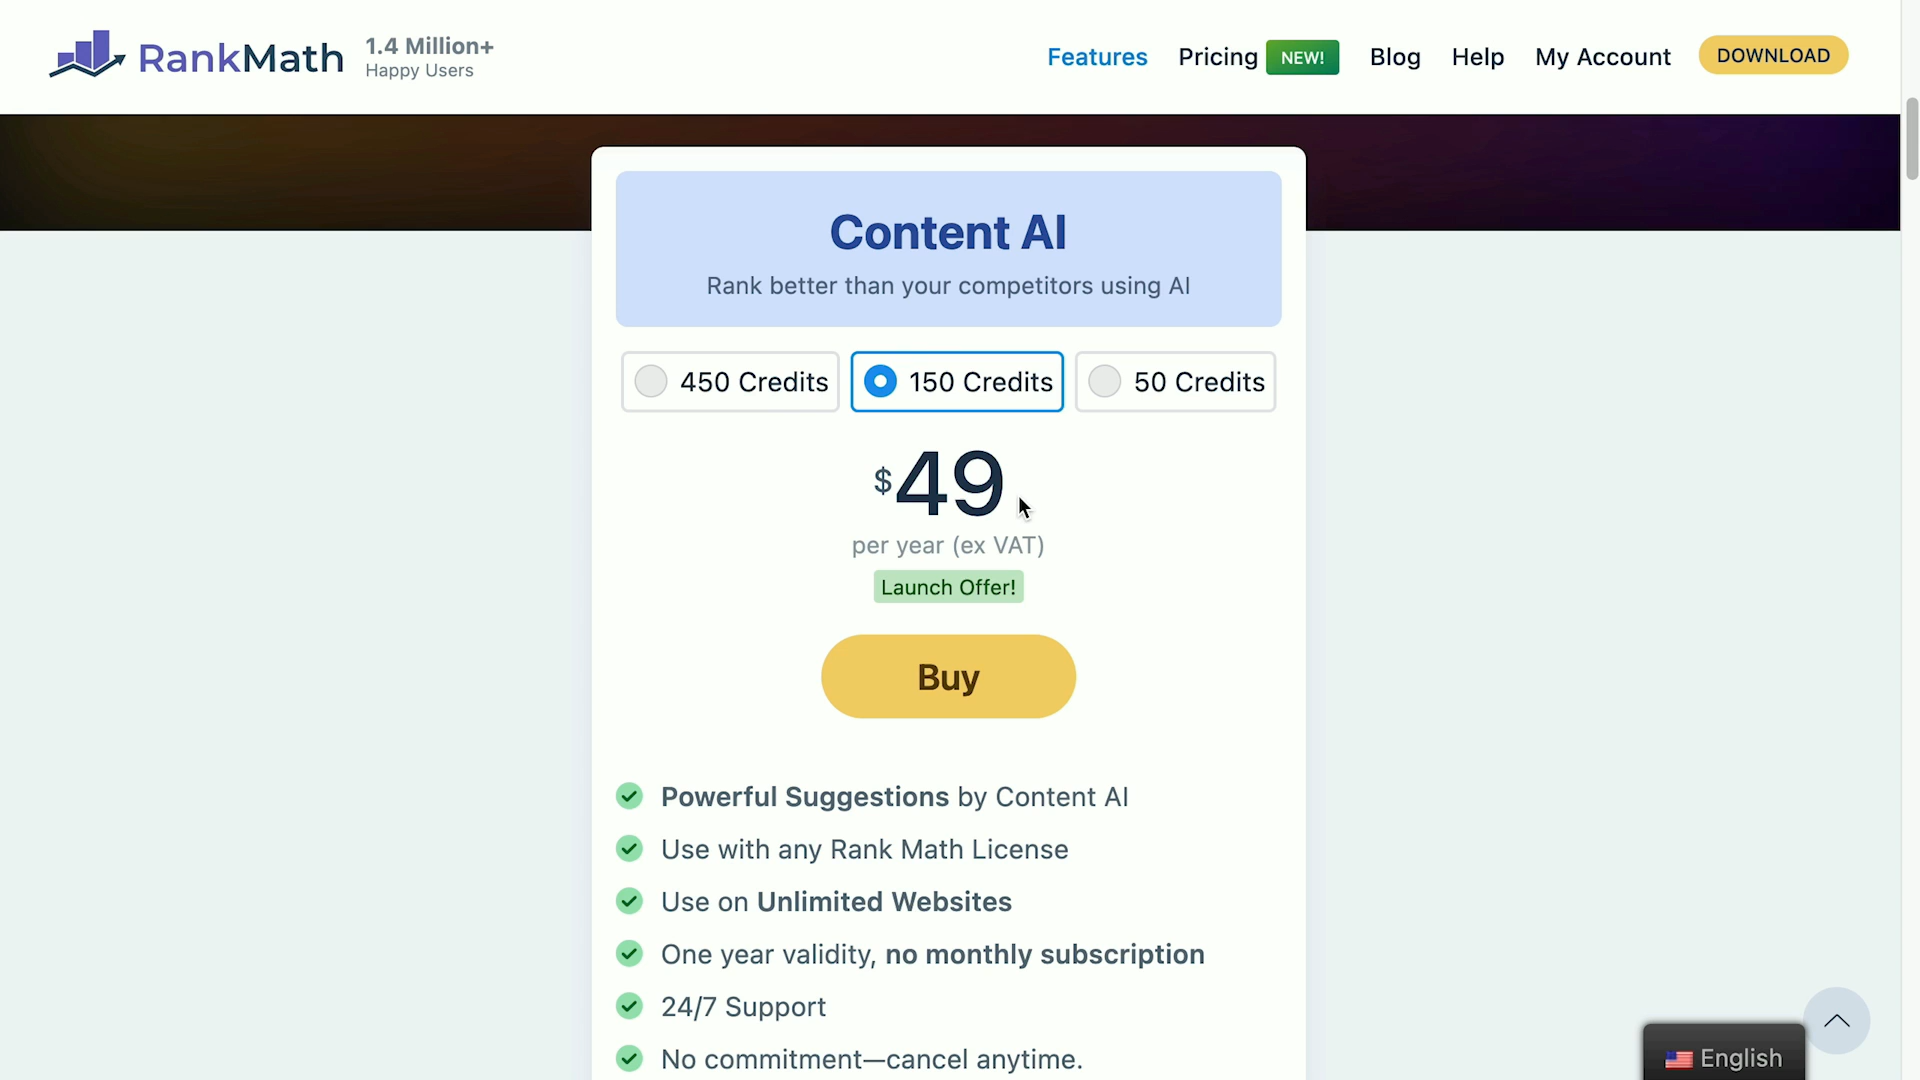 RankMath
1.4 Million+
Happy Users
Features
Pricing
NEW!
Blog
Help
My Account
DOWNLOAD
Content AI
Rank better than your competitors using AI
450 Credits
150 Credits
50 Credits
$49
per year (ex VAT)
Launch Offer!
Buy
Powerful Suggestions by Content AI
Use with any Rank Math License
Use on Unlimited Websites
One year validity, no monthly subscription
24/7 Support
No commitment—cancel anytime.
English